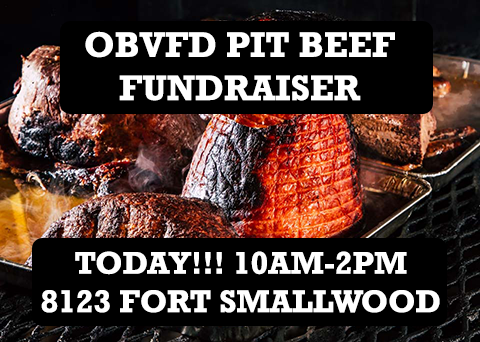 OBVFD PIT BEEF
FUNDRAISER
TODAY!!! 10AM-2PM
8123 FORT SMALLWOOD